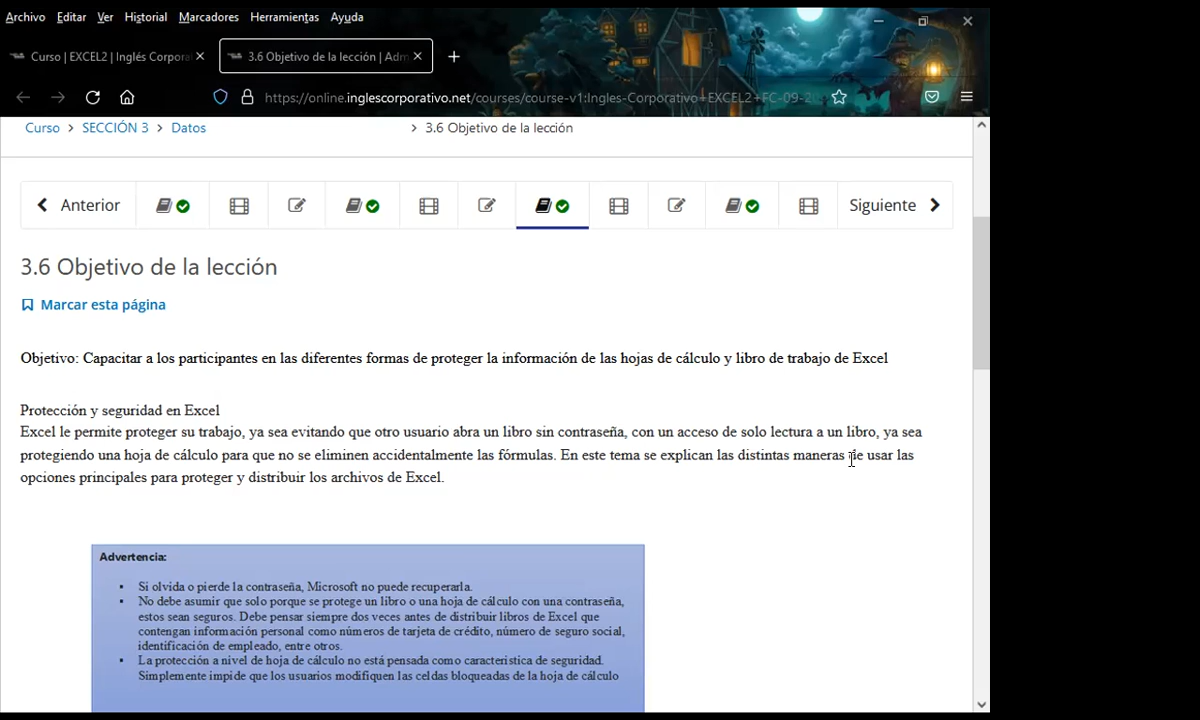 Archivo Editar Ver Historial Marcadores Herramientas Ayuda
Curso | EXCEL2 | Inglés Corpora
3.6 Objetivo de la lección | Adm
https://online.inglescorporativo.net/courses/course-v1:Ingles-Corporativo+EXCEL2+FC-09-2
Curso > SECCIÓN 3 > Datos > 3.6 Objetivo de la lección
Anterior Siguiente
3.6 Objetivo de la lección
Marcar esta página
Objetivo: Capacitar a los participantes en las diferentes formas de proteger la información de las hojas de cálculo y libro de trabajo de Excel
Protección y seguridad en Excel
Excel le permite proteger su trabajo, ya sea evitando que otro usuario abra un libro sin contraseña, con un acceso de solo lectura a un libro, ya sea
protegiendo una hoja de cálculo para que no se eliminen accidentalmente las fórmulas. En este tema se explican las distintas maneras de usar las
opciones principales para proteger y distribuir los archivos de Excel.
Advertencia:
• Si olvida o pierde la contraseña, Microsoft no puede recuperarla.
• No debe asumir que solo porque se protege un libro o una hoja de cálculo con una contraseña,
estos sean seguros. Debe pensar siempre dos veces antes de distribuir libros de Excel que
contengan información personal como números de tarjeta de crédito, número de seguro social,
identificación de empleado, entre otros.
• La protección a nivel de hoja de cálculo no está pensada como característica de seguridad.
Simplemente impide que los usuarios modifiquen las celdas bloqueadas de la hoja de cálculo